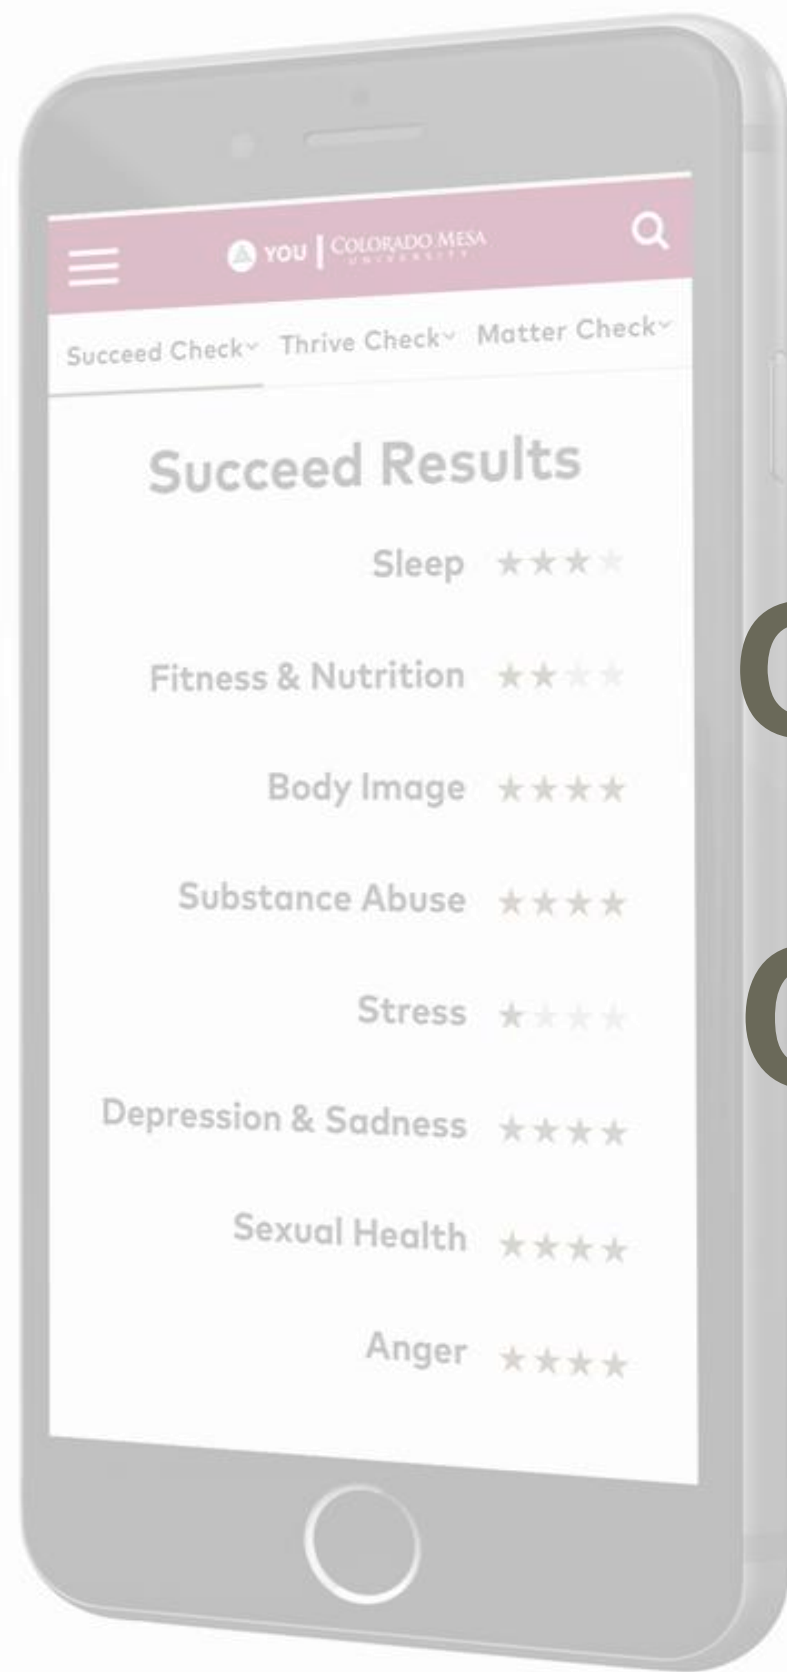 YOU | COLORADO MESA
UNIVERSITY
Succeed Check Thrive Check Matter Check
Succeed Results
Sleep ★★★★
Fitness & Nutrition ★★★★
Body Image ★★★★
Substance Abuse ★★★★
Stress ★★★★
Depression & Sadness ★★★★
Sexual Health ★★★★
Anger ★★★★